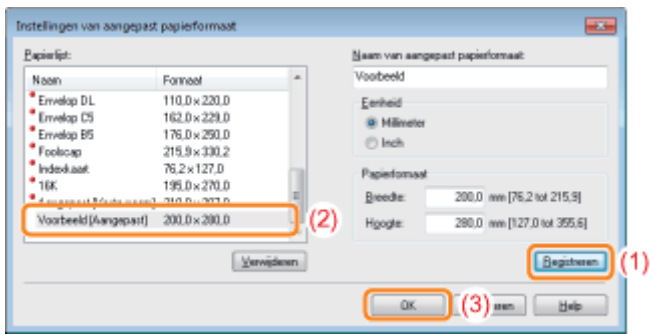 Instellingen van aangepast papierformaat
Papierlijst:
Naam Formaat
Envelop DL 110,0 x 220,0
Envelop C5 162,0 x 229,0
Envelop B5 176,0 x 250,0
Foolscap 215,9 x 330,2
Indexkaart 76,2 x 127,0
16K 195,0 x 270,0
Voorbeeld [Aangepast] 200,0 x 280,0
(2)
Verwijderen
Naam van aangepast papierformaat:
Voorbeeld
Eenheid
Millimeter
Inch
Papierformaat
Breedte: 200,0 mm [76,2 tot 215,9]
Hoogte: 280,0 mm [127,0 tot 355,6]
Registreren (1)
OK (3) Help